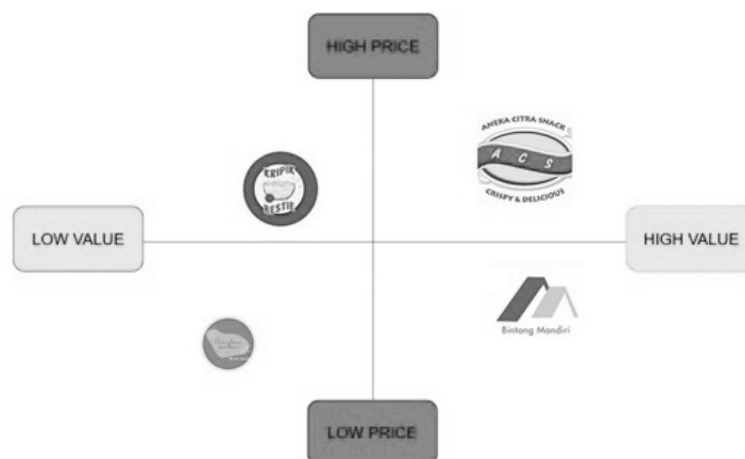 HIGH PRICE
ANEKA CITRA SNACK
A C S
CRISPY & DELICIOUS
KRIPIK
BESTIE
LOW VALUE
HIGH VALUE
Bintang Mandiri
LOW PRICE